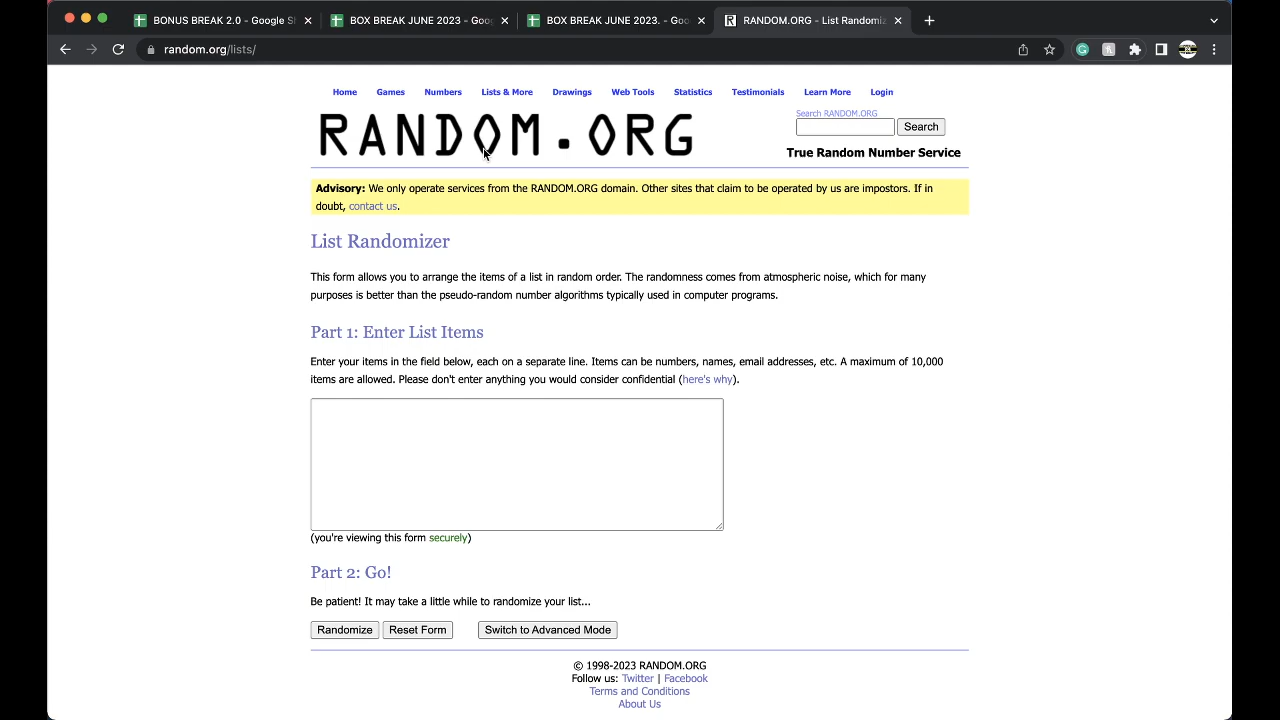 BONUS BREAK 2.0 - Google Sh
BOX BREAK JUNE 2023 - Goog
BOX BREAK JUNE 2023. - Goo
RANDOM.ORG - List Randomiz
random.org/lists/
Home Games Numbers Lists & More Drawings Web Tools Statistics Testimonials Learn More Login
RANDOM.ORG
Search RANDOM.ORG
Search
True Random Number Service
Advisory: We only operate services from the RANDOM.ORG domain. Other sites that claim to be operated by us are impostors. If in
doubt, contact us.
List Randomizer
This form allows you to arrange the items of a list in random order. The randomness comes from atmospheric noise, which for many
purposes is better than the pseudo-random number algorithms typically used in computer programs.
Part 1: Enter List Items
Enter your items in the field below, each on a separate line. Items can be numbers, names, email addresses, etc. A maximum of 10,000
items are allowed. Please don't enter anything you would consider confidential (here's why).
(you're viewing this form securely)
Part 2: Go!
Be patient! It may take a little while to randomize your list...
Randomize Reset Form Switch to Advanced Mode
© 1998-2023 RANDOM.ORG
Follow us: Twitter | Facebook
Terms and Conditions
About Us